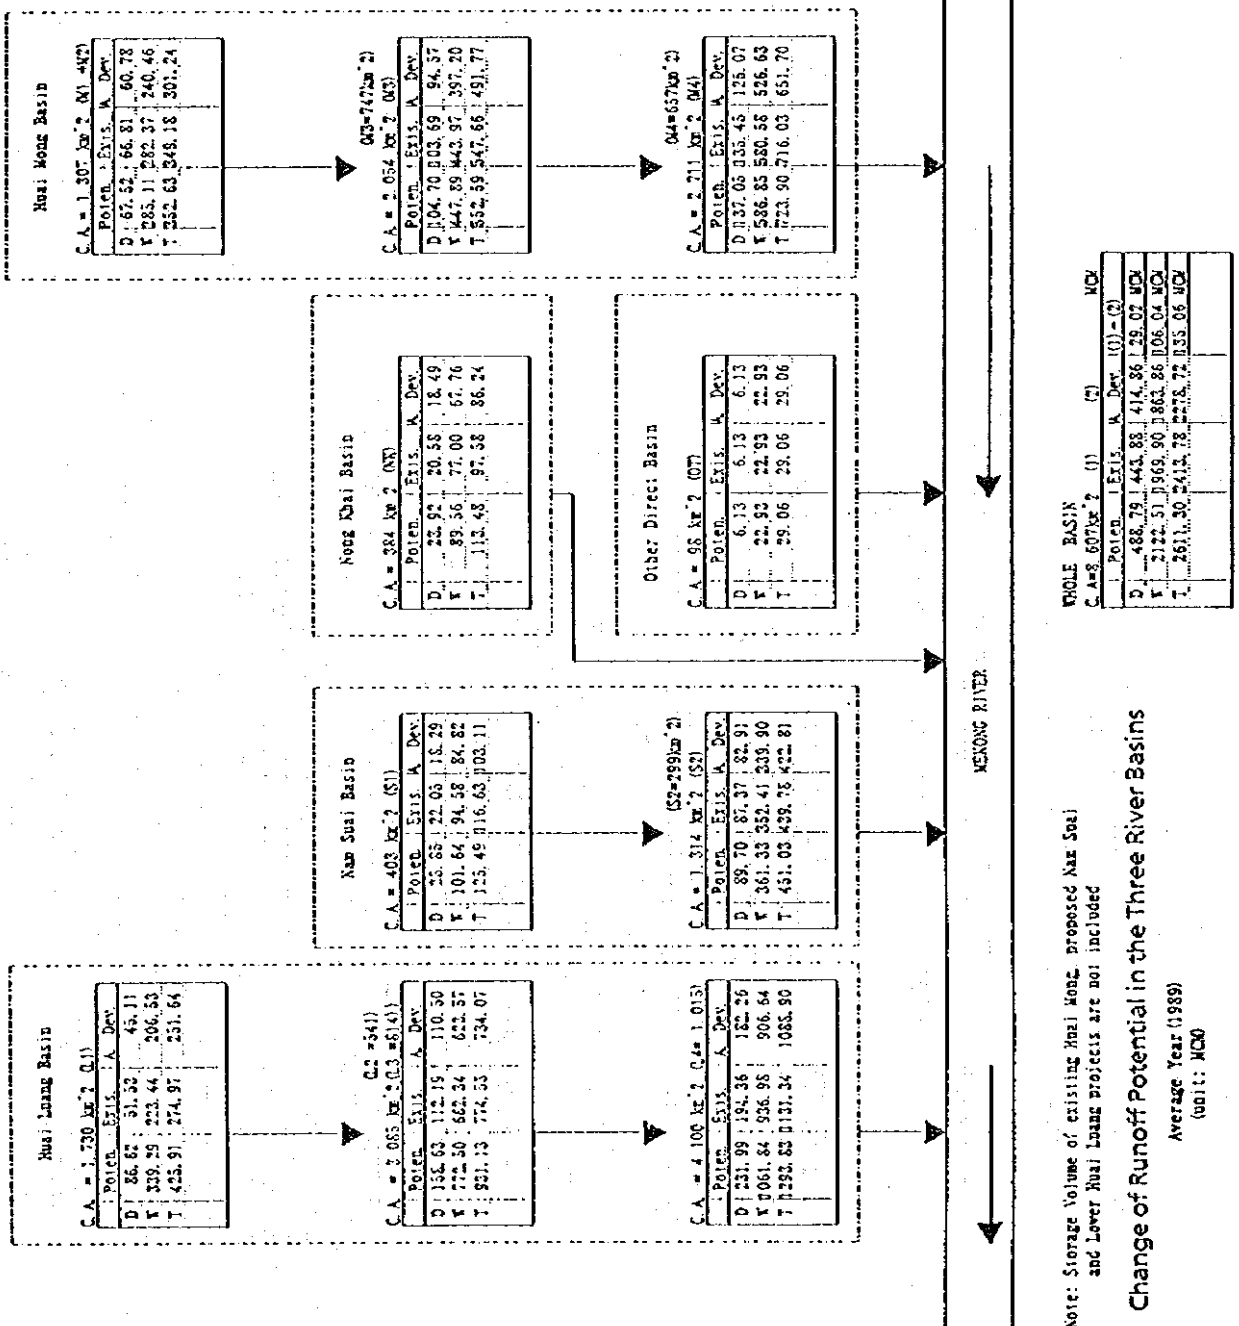 Huai Luang Basin
C.A. = 1.730 km^2 (L1)
Poten. Exis. A. Dev.
D 86.62 51.53 45.11
W 339.29 223.44 206.53
T 425.91 274.97 251.64
(L2 =541)
C.A. = 3.085 km^2 (L3 =814)
Poten. Exis. A. Dev.
D 158.63 112.19 110.50
W 772.50 662.34 623.57
T 931.13 774.53 734.07
C.A. = 4.100 km^2 (L4= 1.015)
Poten. Exis. A. Dev.
D 231.99 194.36 182.26
W 1061.84 936.98 906.64
T 1293.83 1131.34 1088.90
Nam Suai Basin
C.A. = 403 km^2 (S1)
Poten. Exis. A. Dev.
D 23.85 22.05 18.29
W 101.64 94.58 84.82
T 125.49 116.63 103.11
(S2=299km^2)
C.A. = 1.314 km^2 (S2)
Poten. Exis. A. Dev.
D 89.70 87.37 82.91
W 361.33 352.41 339.90
T 451.03 439.78 422.81
Nong Khai Basin
C.A. = 384 km^2 (NK)
Poten. Exis. A. Dev.
D 23.92 20.58 18.49
W 89.56 77.00 67.76
T 113.48 97.58 86.24
Other Direct Basin
C.A. = 98 km^2 (OT)
Poten. Exis. A. Dev.
D 6.13 6.13 6.13
W 22.93 22.93 22.93
T 29.06 29.06 29.06
Huai Mong Basin
C.A. = 1.307 km^2 (M1 +M2)
Poten. Exis. A. Dev.
D 67.52 66.81 60.78
W 285.11 282.37 240.46
T 352.63 349.18 301.24
(M3=747km^2)
C.A. = 2.054 km^2 (M3)
Poten. Exis. A. Dev.
D 104.70 103.69 94.57
W 447.89 443.97 397.20
T 552.59 547.66 491.77
(M4=657km^2)
C.A. = 2.711 km^2 (M4)
Poten. Exis. A. Dev.
D 137.05 135.45 125.07
W 586.85 580.58 526.63
T 723.90 716.03 651.70
MEKONG RIVER
Note: Storage Volume of existing Huai Mong, proposed Nam Suai
and Lower Huai Luang projects are not included
Change of Runoff Potential in the Three River Basins
Average Year (1989)
(unit: MCM)
WHOLE BASIN
C.A=8.607km^2 (1) (2) MCM
Poten. Exis. A. Dev. (1)-(2)
D 488.79 443.88 414.86 29.02 MCM
W 2122.51 1969.90 1863.86 106.04 MCM
T 2611.30 2413.78 2278.72 135.06 MCM